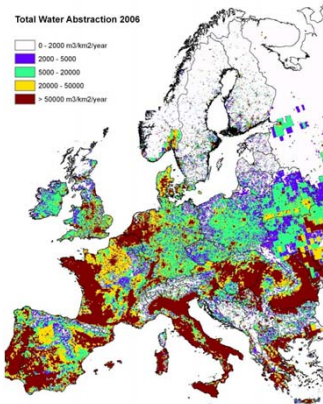 Total Water Abstraction 2006
0 - 2000 m3/km2/year
2000 - 5000
5000 - 20000
20000 - 50000
> 50000 m3/km2/year